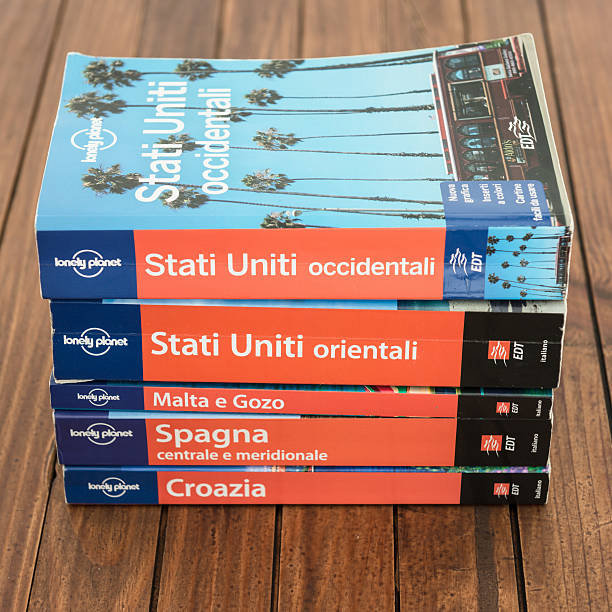 lonely planet
Stati Uniti
occidentali
EDT
Nuova
grafica
Inserti
a colori
Cartine
facili da usare
lonely planet
Stati Uniti occidentali
EDT
lonely planet
Stati Uniti orientali
EDT
italiano
lonely planet
Malta e Gozo
EDT
italiano
lonely planet
Spagna
centrale e meridionale
EDT
italiano
lonely planet
Croazia
EDT
italiano